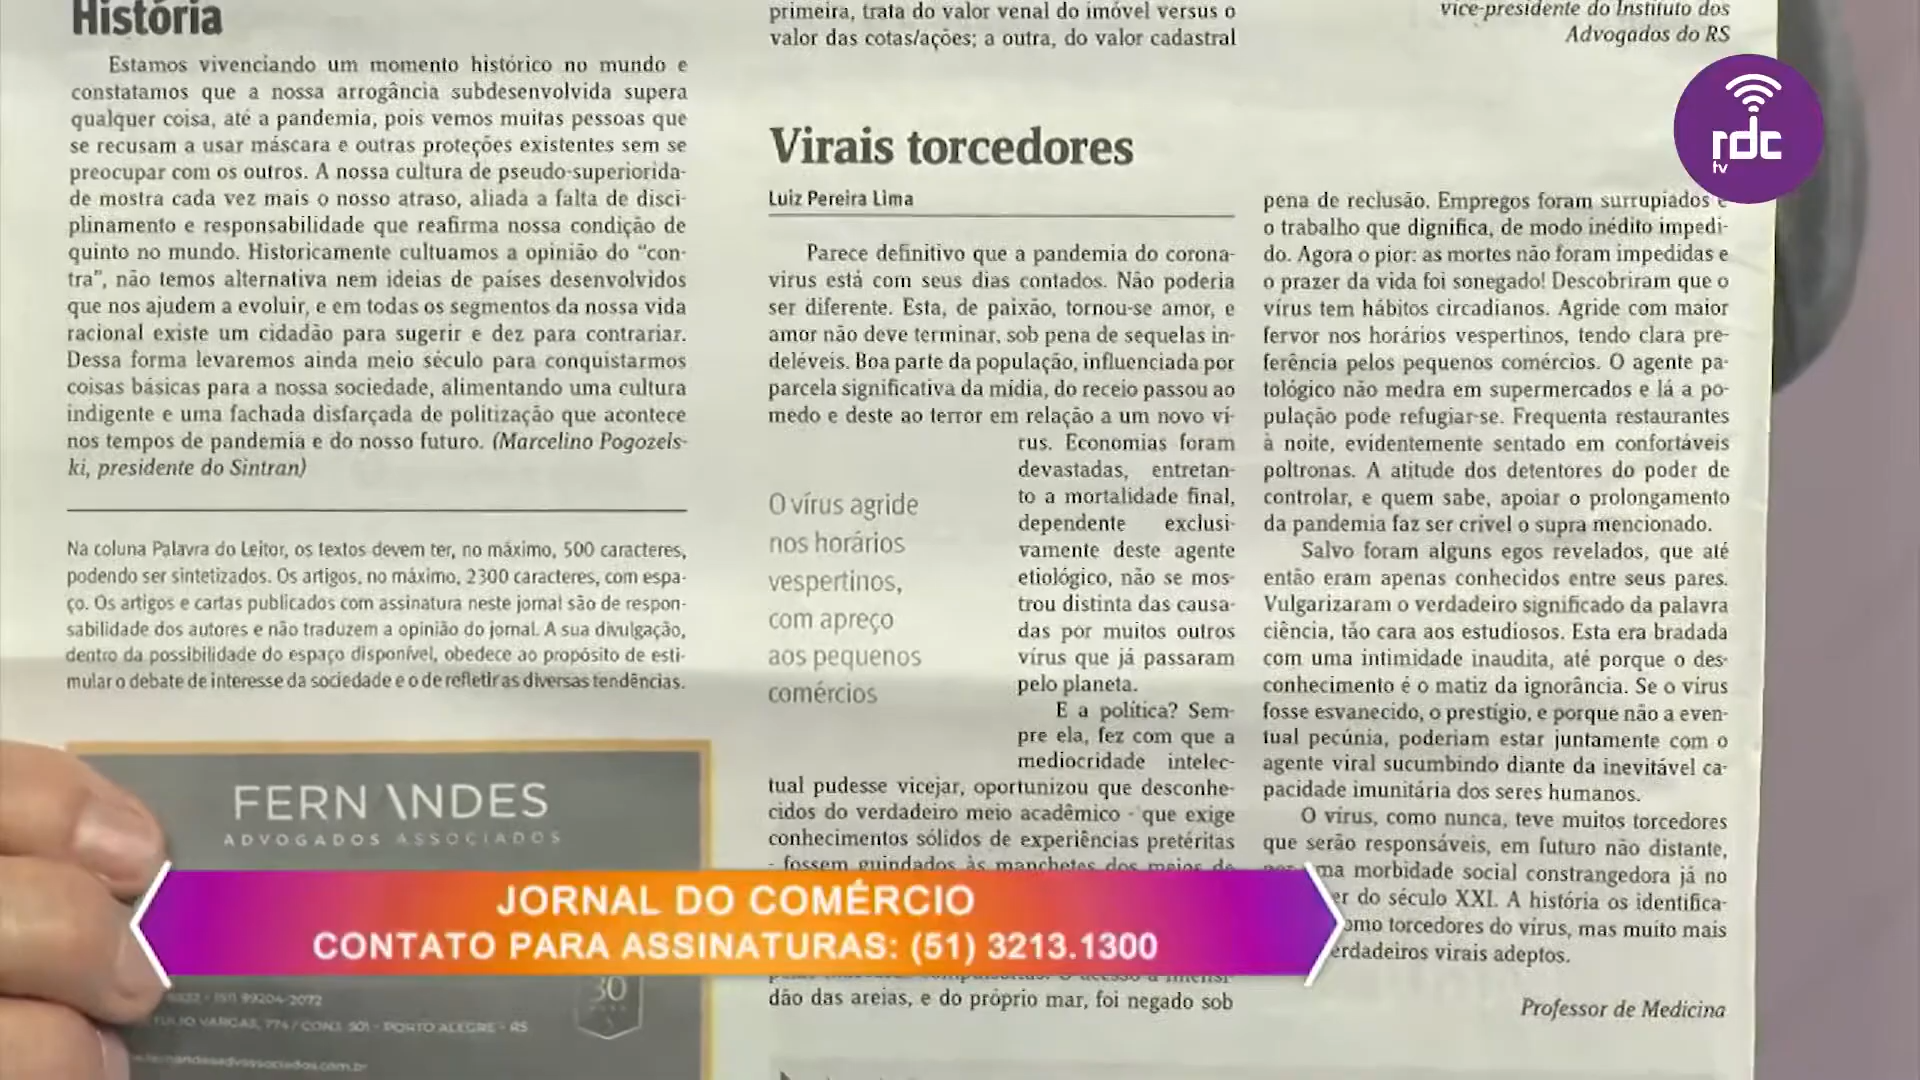 História
Estamos vivenciando um momento histórico no mundo e
constatamos que a nossa arrogância subdesenvolvida supera
qualquer coisa, até a pandemia, pois vemos muitas pessoas que
se recusam a usar máscara e outras proteções existentes sem se
preocupar com os outros. A nossa cultura de pseudo-superiorida-
de mostra cada vez mais o nosso atraso, aliada a falta de disci-
plinamento e responsabilidade que reafirma nossa condição de
quinto no mundo. Historicamente cultuamos a opinião do “con-
tra”, não temos alternativa nem ideias de países desenvolvidos
que nos ajudem a evoluir, e em todas os segmentos da nossa vida
racional existe um cidadão para sugerir e dez para contrariar.
Dessa forma levaremos ainda meio século para conquistarmos
coisas básicas para a nossa sociedade, alimentando uma cultura
indigente e uma fachada disfarçada de politização que acontece
nos tempos de pandemia e do nosso futuro. (Marcelino Pogozels-
ki, presidente do Sintran)
Na coluna Palavra do Leitor, os textos devem ter, no máximo, 500 caracteres,
podendo ser sintetizados. Os artigos, no máximo, 2300 caracteres, com espa-
ço. Os artigos e cartas publicados com assinatura neste jornal são de respon-
sabilidade dos autores e não traduzem a opinião do jornal. A sua divulgação,
dentro da possibilidade do espaço disponível, obedece ao propósito de esti-
mular o debate de interesse da sociedade e o de refletir as diversas tendências.
FERNANDES
ADVOGADOS ASSOCIADOS
99204-2072
VARGAS, 774 / CONJ. 501 - PORTO ALEGRE - RS
30
primeira, trata do valor venal do imóvel versus o
valor das cotas/ações; a outra, do valor cadastral
vice-presidente do Instituto dos
Advogados do RS
rdc
tv
Virais torcedores
Luiz Pereira Lima
Parece definitivo que a pandemia do corona-
vírus está com seus dias contados. Não poderia
ser diferente. Esta, de paixão, tornou-se amor, e
amor não deve terminar, sob pena de sequelas in-
deléveis. Boa parte da população, influenciada por
parcela significativa da mídia, do receio passou ao
medo e deste ao terror em relação a um novo ví-
rus. Economias foram
devastadas, entretan-
to a mortalidade final,
dependente exclusi-
vamente deste agente
etiológico, não se mos-
trou distinta das causa-
das por muitos outros
vírus que já passaram
pelo planeta.
O vírus agride
nos horários
vespertinos,
com apreço
aos pequenos
comércios
E a política? Sem-
pre ela, fez com que a
mediocridade intelec-
tual pudesse vicejar, oportunizou que desconhe-
cidos do verdadeiro meio acadêmico - que exige
conhecimentos sólidos de experiências pretéritas
- fossem guindados às manchetes dos meios de
dão das areias, e do próprio mar, foi negado sob
pena de reclusão. Empregos foram surrupiados e
o trabalho que dignifica, de modo inédito impedi-
do. Agora o pior: as mortes não foram impedidas e
o prazer da vida foi sonegado! Descobriram que o
vírus tem hábitos circadianos. Agride com maior
fervor nos horários vespertinos, tendo clara pre-
ferência pelos pequenos comércios. O agente pa-
tológico não medra em supermercados e lá a po-
pulação pode refugiar-se. Frequenta restaurantes
à noite, evidentemente sentado em confortáveis
poltronas. A atitude dos detentores do poder de
controlar, e quem sabe, apoiar o prolongamento
da pandemia faz ser crível o supra mencionado.
Salvo foram alguns egos revelados, que até
então eram apenas conhecidos entre seus pares.
Vulgarizaram o verdadeiro significado da palavra
ciência, tão cara aos estudiosos. Esta era bradada
com uma intimidade inaudita, até porque o des-
conhecimento é o matiz da ignorância. Se o vírus
fosse esvanecido, o prestígio, e porque não a even-
tual pecúnia, poderiam estar juntamente com o
agente viral sucumbindo diante da inevitável ca-
pacidade imunitária dos seres humanos.
O vírus, como nunca, teve muitos torcedores
que serão responsáveis, em futuro não distante,
morbidade social constrangedora já no
do século XXI. A história os identifica-
torcedores do vírus, mas muito mais
virais adeptos.
Professor de Medicina
JORNAL DO COMÉRCIO
CONTATO PARA ASSINATURAS: (51) 3213.1300